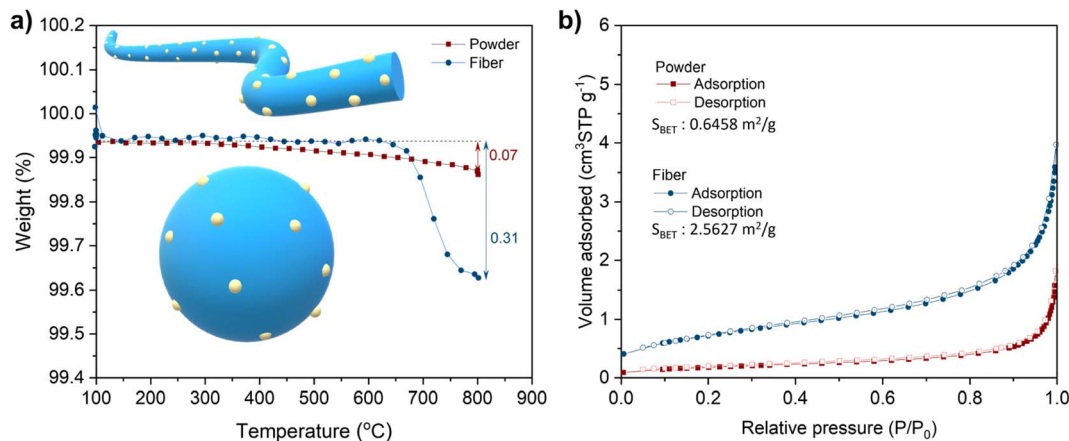 a)
100.2
100.1
100.0
99.9
99.8
99.7
99.6
99.5
99.4
Weight (%)
100 200 300 400 500 600 700 800 900
Temperature (°C)
Powder
Fiber
0.07
0.31
b)
6
5
4
3
2
1
0
Volume adsorbed (cm³STP g⁻¹)
0.0 0.2 0.4 0.6 0.8 1.0
Relative pressure (P/P₀)
Powder
Adsorption
Desorption
S_BET : 0.6458 m²/g
Fiber
Adsorption
Desorption
S_BET : 2.5627 m²/g